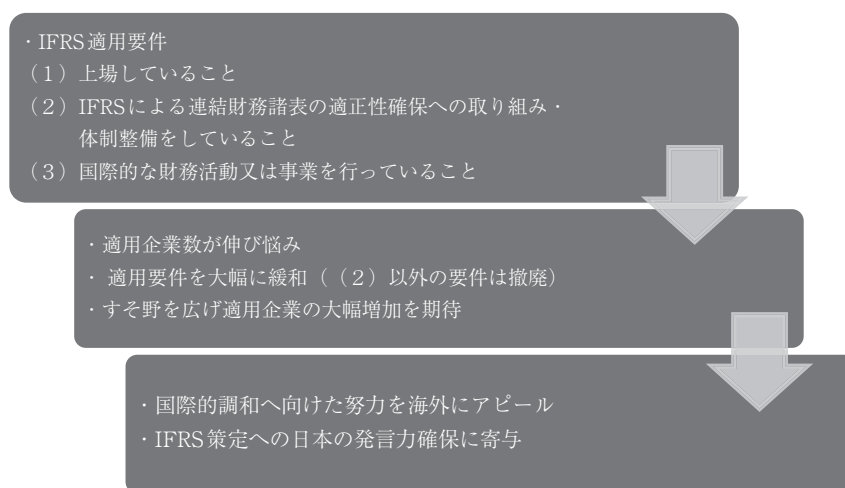 ・IFRS適用要件
（１）上場していること
（２）IFRSによる連結財務諸表の適正性確保への取り組み・
体制整備をしていること
（３）国際的な財務活動又は事業を行っていること
・適用企業数が伸び悩み
・ 適用要件を大幅に緩和（（２）以外の要件は撤廃）
・すそ野を広げ適用企業の大幅増加を期待
・国際的調和へ向けた努力を海外にアピール
・IFRS策定への日本の発言力確保に寄与